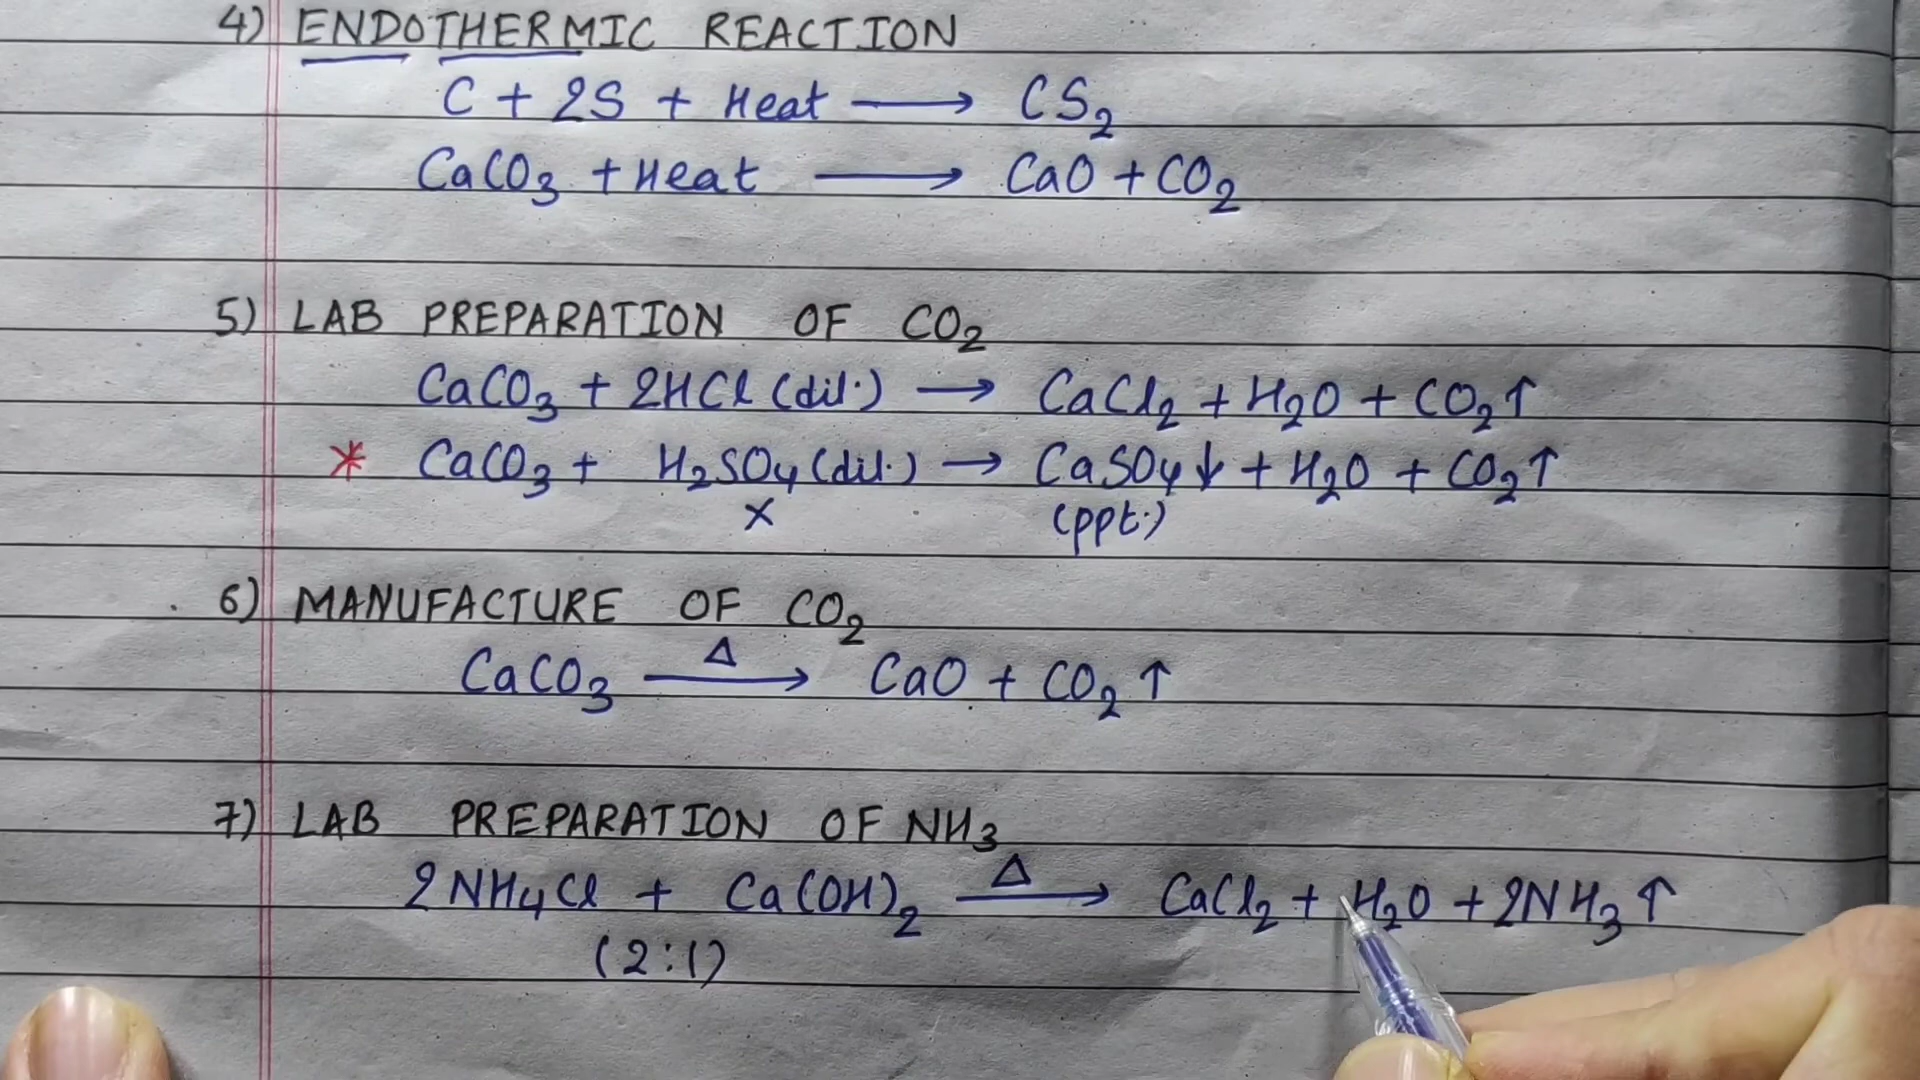 4) ENDOTHERMIC REACTION
C + 2S + Heat ⟶ CS₂
CaCO₃ + Heat ⟶ CaO + CO₂
5) LAB PREPARATION OF CO₂
CaCO₃ + 2HCl (dil.) ⟶ CaCl₂ + H₂O + CO₂↑
* CaCO₃ + H₂SO₄ (dil.) ⟶ CaSO₄↓ + H₂O + CO₂↑
x (ppt.)
6) MANUFACTURE OF CO₂
Δ
CaCO₃ ⟶ CaO + CO₂↑
7) LAB PREPARATION OF NH₃
Δ
2NH₄Cl + Ca(OH)₂ ⟶ CaCl₂ + H₂O + 2NH₃↑
(2:1)